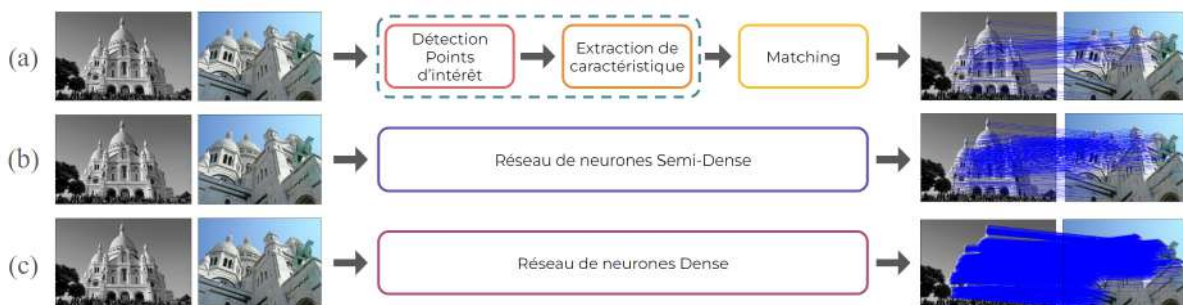 (a)
Détection
Points
d'intérêt
Extraction de
caractéristique
Matching
(b)
Réseau de neurones Semi-Dense
(c)
Réseau de neurones Dense